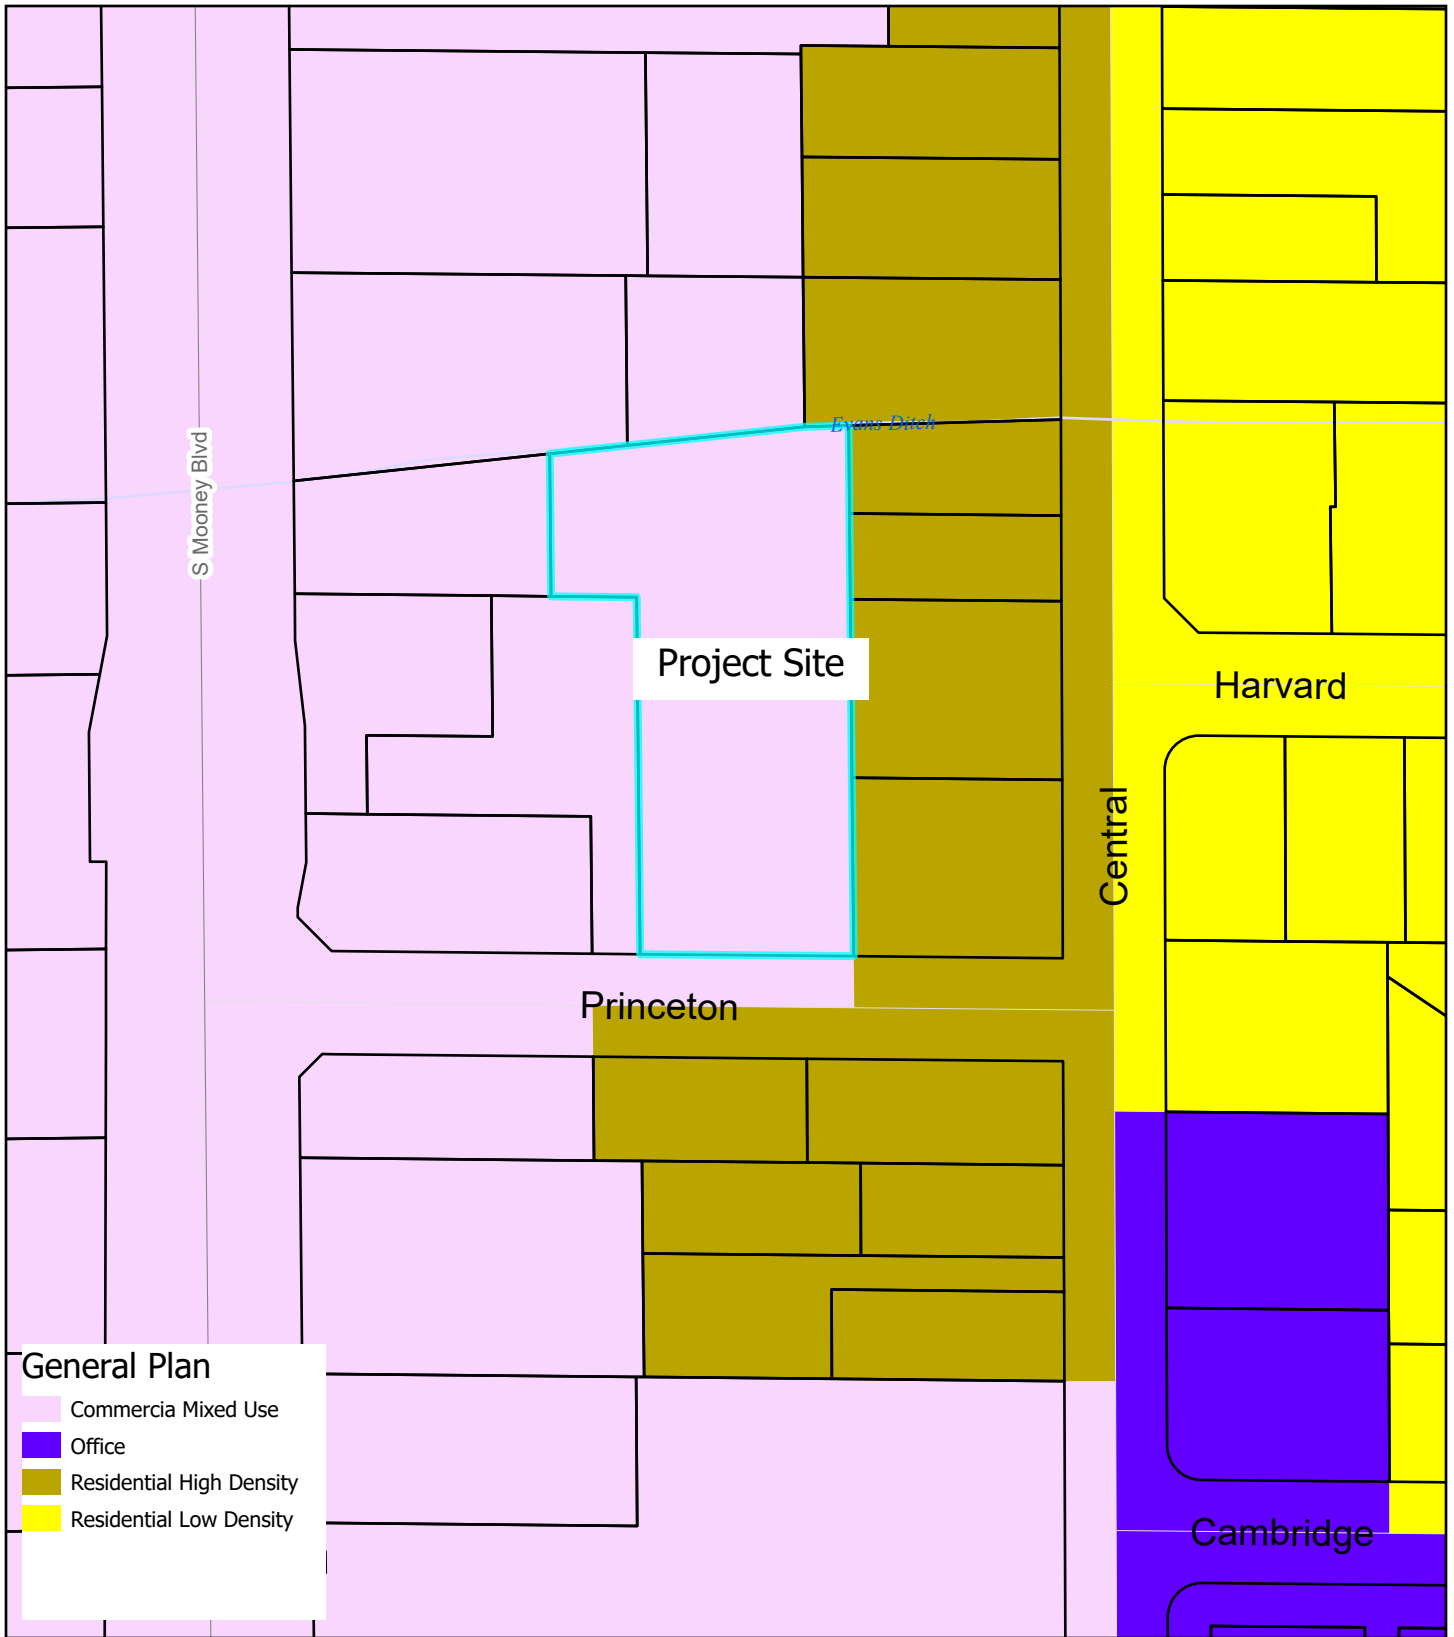 Evans Ditch
S Mooney Blvd
Project Site
Harvard
Central
Princeton
General Plan
Commercia Mixed Use
Office
Residential High Density
Residential Low Density
Cambridge